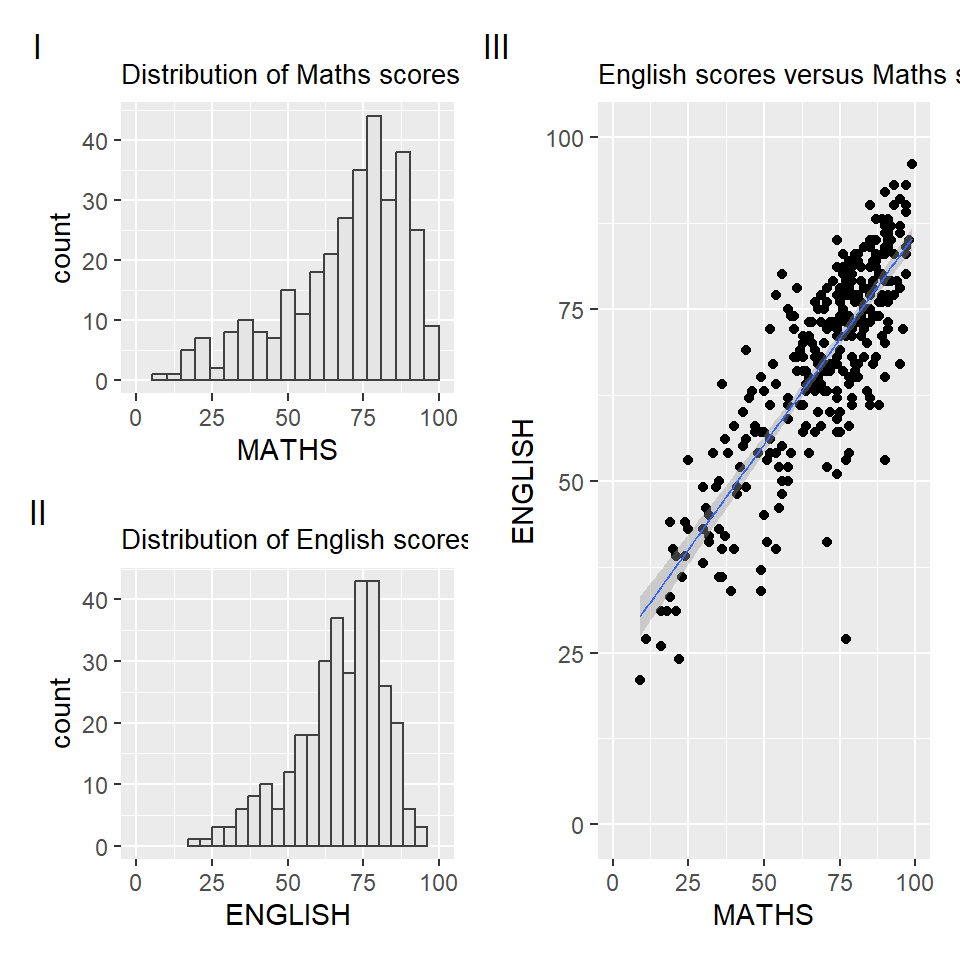 I
Distribution of Maths scores
40
30
20
10
0
count
0 25 50 75 100
MATHS
II
Distribution of English scores
40
30
20
10
0
count
0 25 50 75 100
ENGLISH
III
English scores versus Maths s
100
75
50
25
0
ENGLISH
0 25 50 75 100
MATHS